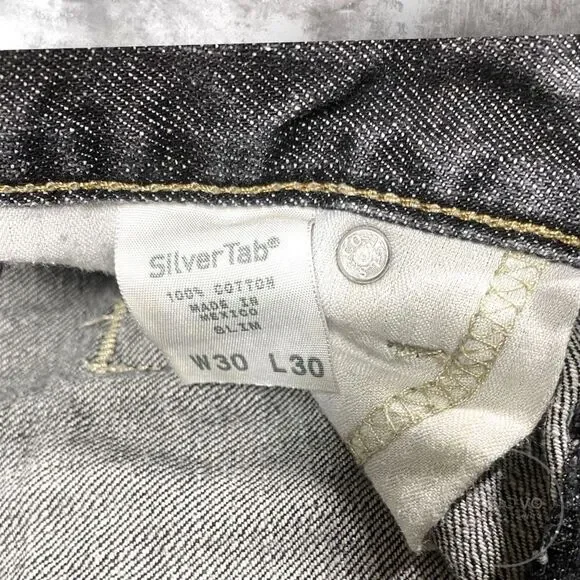 SilverTab®
100% COTTON
MADE IN
MEXICO
SLIM
W30 L30